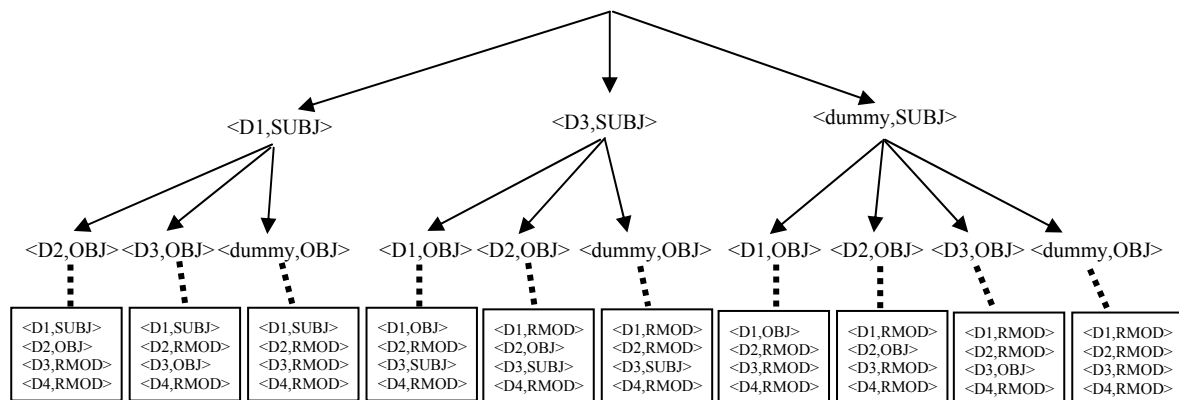 <D1,SUBJ> <D3,SUBJ> <dummy,SUBJ>
<D2,OBJ> <D3,OBJ> <dummy,OBJ> <D1,OBJ> <D2,OBJ> <dummy,OBJ> <D1,OBJ> <D2,OBJ> <D3,OBJ> <dummy,OBJ>
<D1,SUBJ>
<D2,OBJ>
<D3,RMOD>
<D4,RMOD>
<D1,SUBJ>
<D2,RMOD>
<D3,OBJ>
<D4,RMOD>
<D1,SUBJ>
<D2,RMOD>
<D3,RMOD>
<D4,RMOD>
<D1,OBJ>
<D2,RMOD>
<D3,SUBJ>
<D4,RMOD>
<D1,RMOD>
<D2,OBJ>
<D3,SUBJ>
<D4,RMOD>
<D1,RMOD>
<D2,RMOD>
<D3,SUBJ>
<D4,RMOD>
<D1,OBJ>
<D2,RMOD>
<D3,RMOD>
<D4,RMOD>
<D1,RMOD>
<D2,OBJ>
<D3,RMOD>
<D4,RMOD>
<D1,RMOD>
<D2,RMOD>
<D3,OBJ>
<D4,RMOD>
<D1,RMOD>
<D2,RMOD>
<D3,RMOD>
<D4,RMOD>